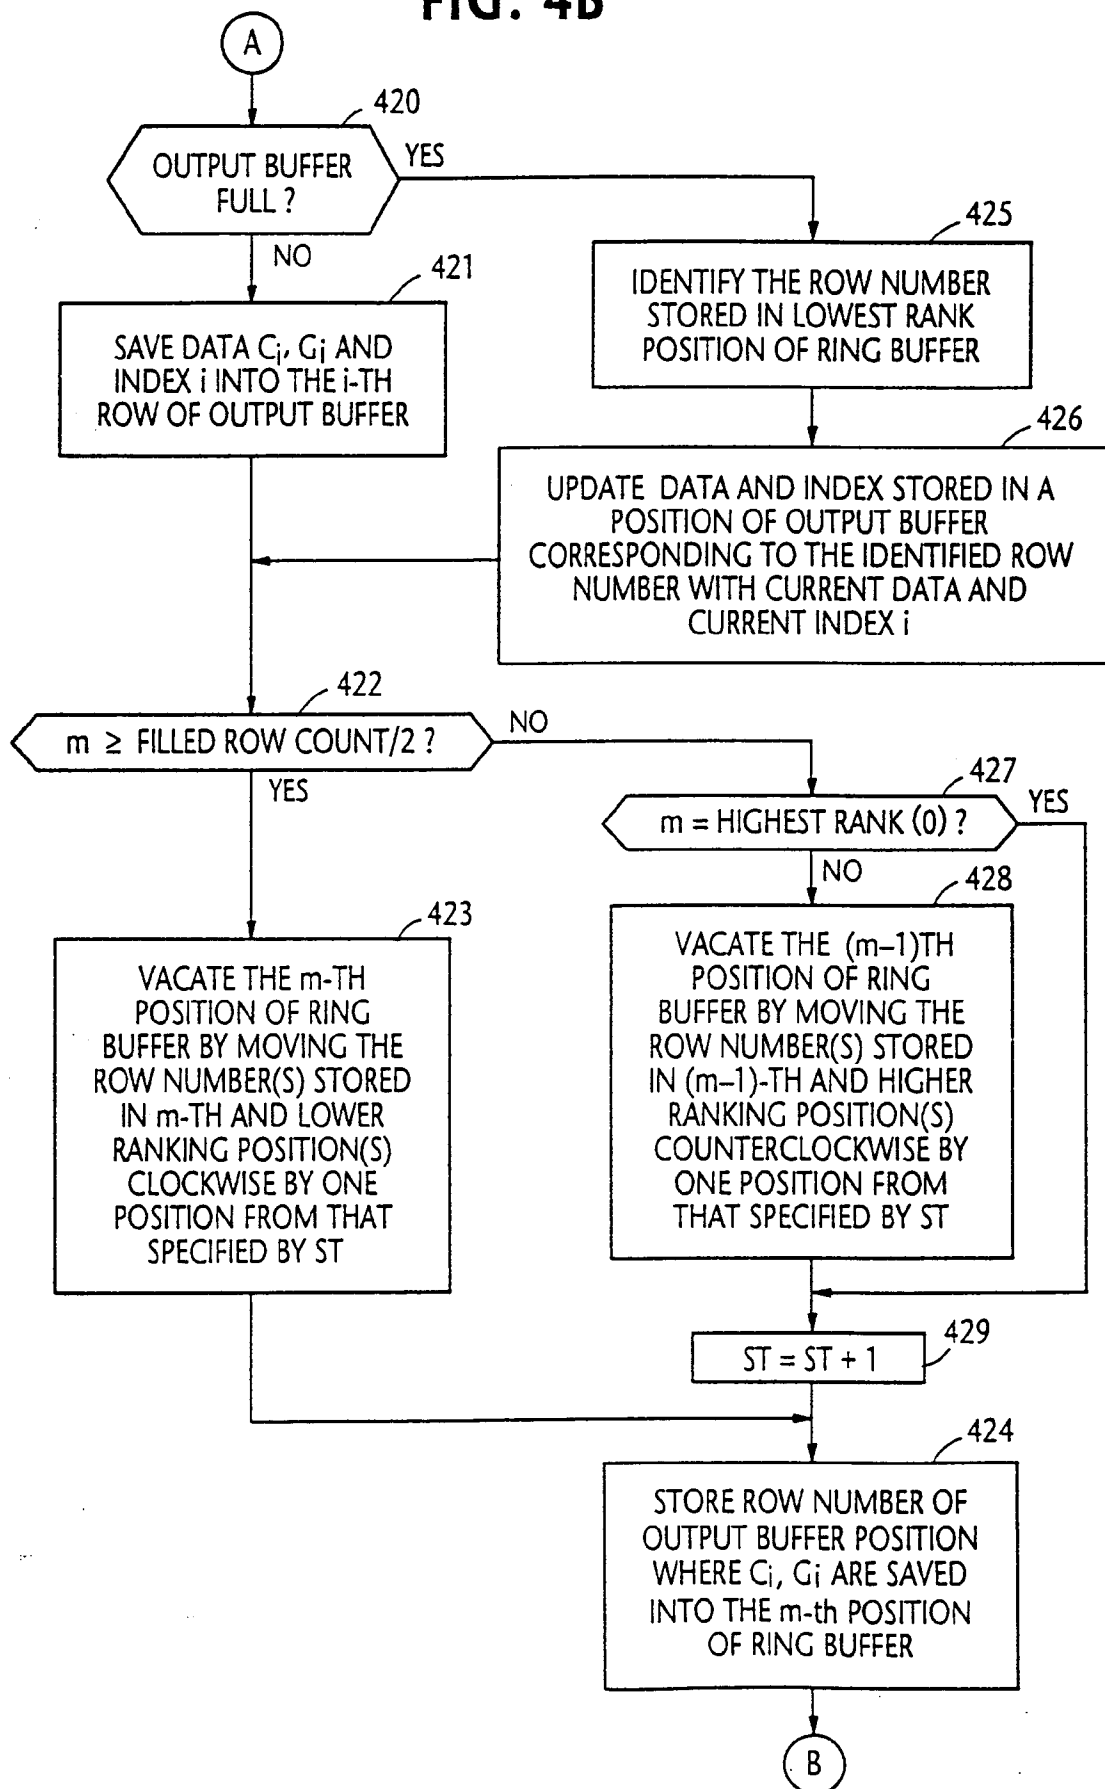 FIG. 4B
A
420
OUTPUT BUFFER
FULL ?
YES
NO
421
SAVE DATA Ci, Gi AND
INDEX i INTO THE i-TH
ROW OF OUTPUT BUFFER
425
IDENTIFY THE ROW NUMBER
STORED IN LOWEST RANK
POSITION OF RING BUFFER
426
UPDATE DATA AND INDEX STORED IN A
POSITION OF OUTPUT BUFFER
CORRESPONDING TO THE IDENTIFIED ROW
NUMBER WITH CURRENT DATA AND
CURRENT INDEX i
422
m ≥ FILLED ROW COUNT/2 ?
NO
YES
427
m = HIGHEST RANK (0) ?
YES
NO
423
VACATE THE m-TH
POSITION OF RING
BUFFER BY MOVING THE
ROW NUMBER(S) STORED
IN m-TH AND LOWER
RANKING POSITION(S)
CLOCKWISE BY ONE
POSITION FROM THAT
SPECIFIED BY ST
428
VACATE THE (m–1)TH
POSITION OF RING
BUFFER BY MOVING THE
ROW NUMBER(S) STORED
IN (m–1)-TH AND HIGHER
RANKING POSITION(S)
COUNTERCLOCKWISE BY
ONE POSITION FROM
THAT SPECIFIED BY ST
429
ST = ST + 1
424
STORE ROW NUMBER OF
OUTPUT BUFFER POSITION
WHERE Ci, Gi ARE SAVED
INTO THE m-th POSITION
OF RING BUFFER
B